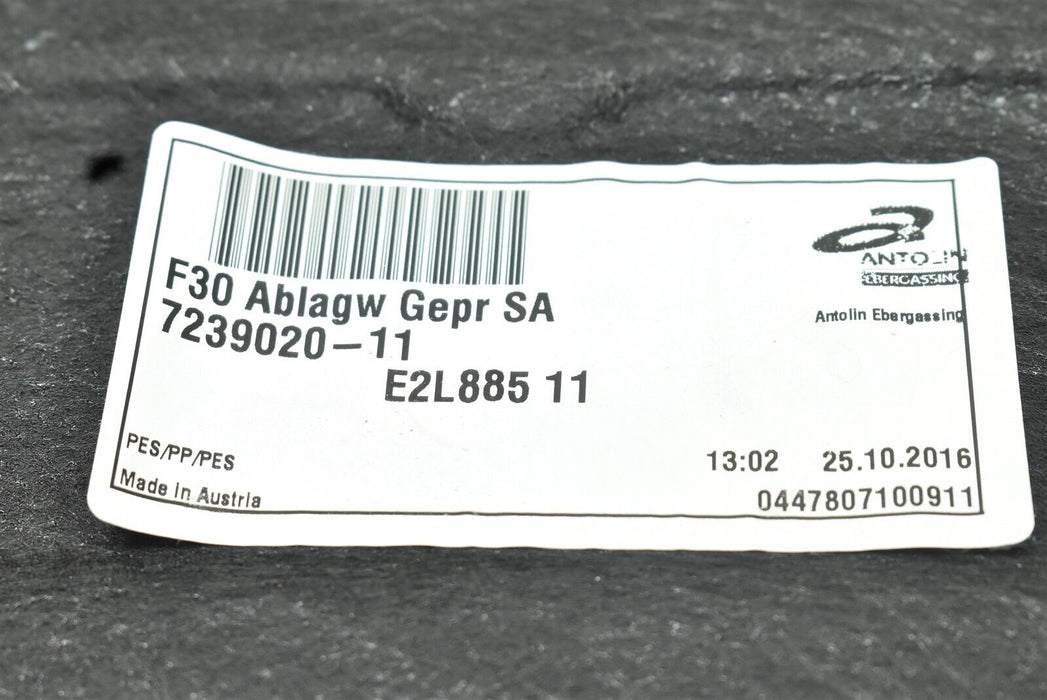 F30 Ablagw Gepr SA
7239020-11
E2L885 11
ANTOLIN
EBERGASSING
Antolin Ebergassing
PES/PP/PES
Made in Austria
13:02 25.10.2016
0447807100911